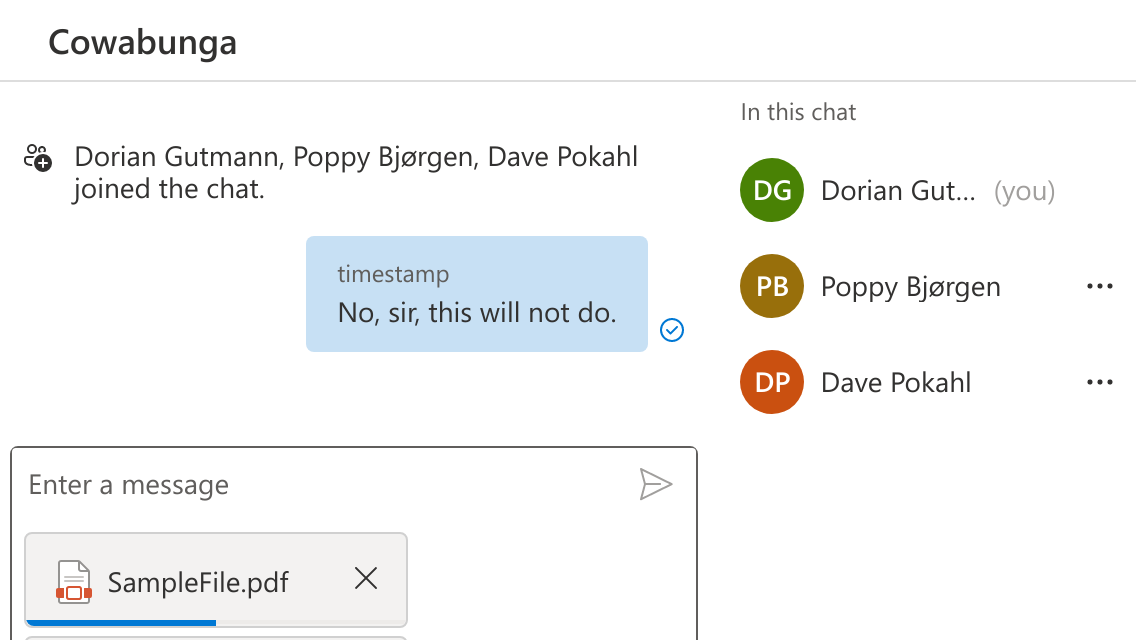 Cowabunga
Dorian Gutmann, Poppy Bjørgen, Dave Pokahl
joined the chat.
timestamp
No, sir, this will not do.
Enter a message
SampleFile.pdf
In this chat
DG Dorian Gut... (you)
PB Poppy Bjørgen
DP Dave Pokahl